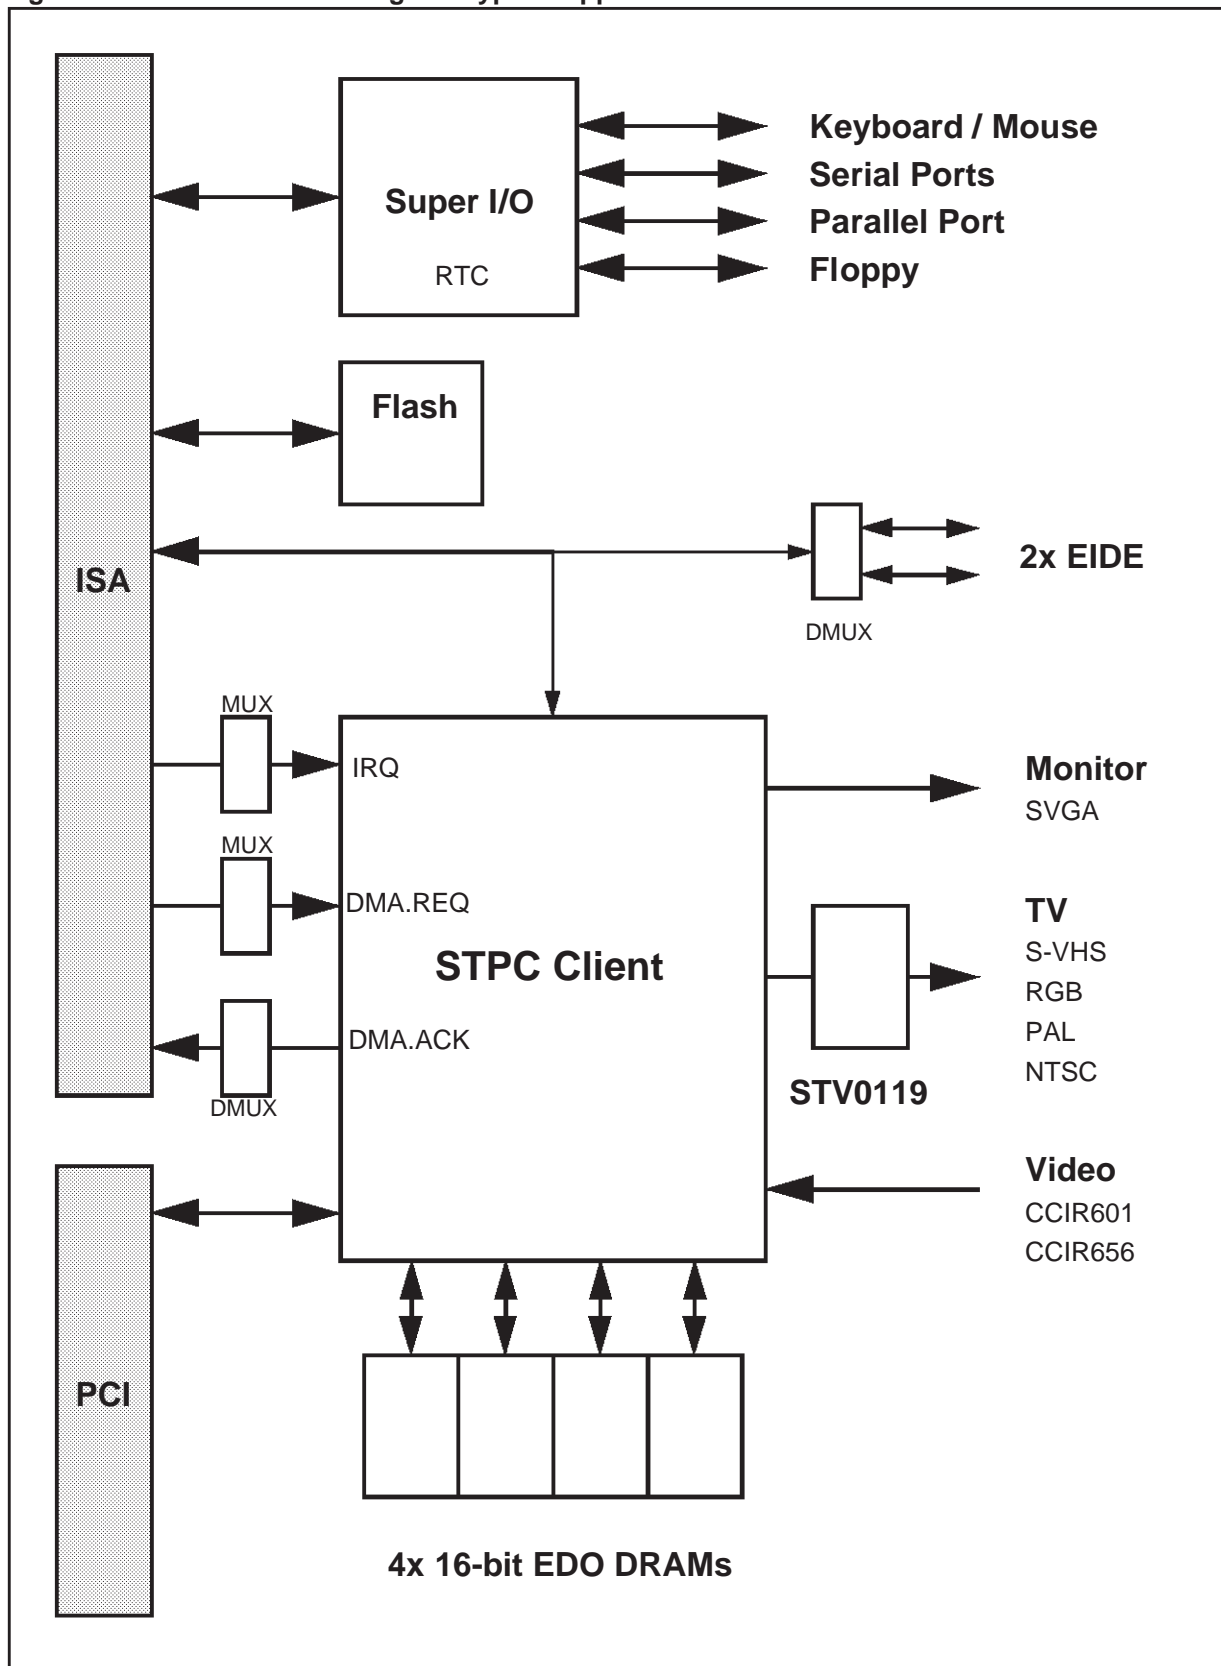 Keyboard / Mouse
Serial Ports
Super I/O
Parallel Port
RTC
Floppy
Flash
ISA
2x EIDE
DMUX
MUX
IRQ
Monitor
SVGA
MUX
DMA.REQ
TV
STPC Client
S-VHS
RGB
DMA.ACK
PAL
NTSC
STV0119
DMUX
Video
CCIR601
CCIR656
PCI
4x 16-bit EDO DRAMs